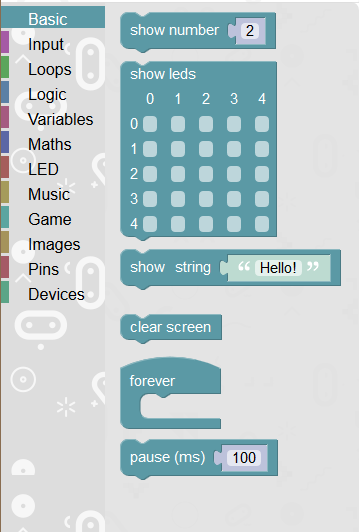 Basic
Input
Loops
Logic
Variables
Maths
LED
Music
Game
Images
Pins
Devices
show number 2
show leds
0 1 2 3 4
0
1
2
3
4
show string “ Hello! ”
clear screen
forever
pause (ms) 100